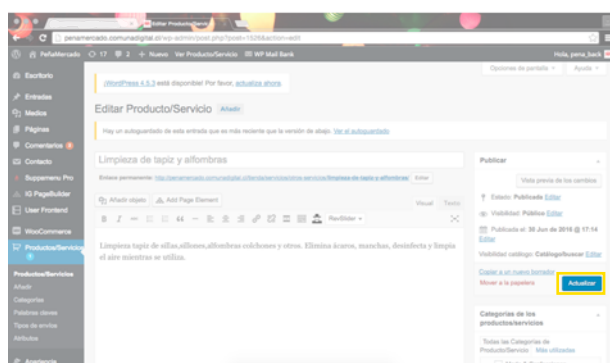 Editar Producto/Servicio
penamercado.comunadigital.cl/wp-admin/post.php?post=1526&action=edit
PeñaMercado 17 2 + Nuevo Ver Producto/Servicio WP Mail Bank Hola, pena_back
Opciones de pantalla Ayuda
Escritorio
Entradas
Medios
Páginas
Comentarios
Contacto
Suppemenu Pro
IG PageBuilder
User Frontend
WooCommerce
Productos/Servicios
Productos/Servicios
Añadir
Categorías
Palabras claves
Tipos de envíos
Atributos
Apariencia
¡WordPress 4.5.3 está disponible! Por favor, actualiza ahora.
Editar Producto/Servicio Añadir
Hay un autoguardado de esta entrada que es más reciente que la versión de abajo. Ver el autoguardado
Limpieza de tapiz y alfombras
Enlace permanente: Editar
Añadir objeto Add Page Element Visual Texto
RevSlider
Limpieza tapiz de sillas,sillones,alfombras colchones y otros. Elimina ácaros, manchas, desinfecta y limpia
el aire mientras se utiliza.
Publicar
Vista previa de los cambios
Estado: Publicada Editar
Visibilidad: Público Editar
Publicada el: 30 Jun de 2016 @ 17:14
Editar
Visibilidad catálogo: Catálogo/buscar Editar
Copiar a un nuevo borrador
Mover a la papelera Actualizar
Categorías de los
productos/servicios
Todas las Categorías de
Producto/Servicio Más utilizadas